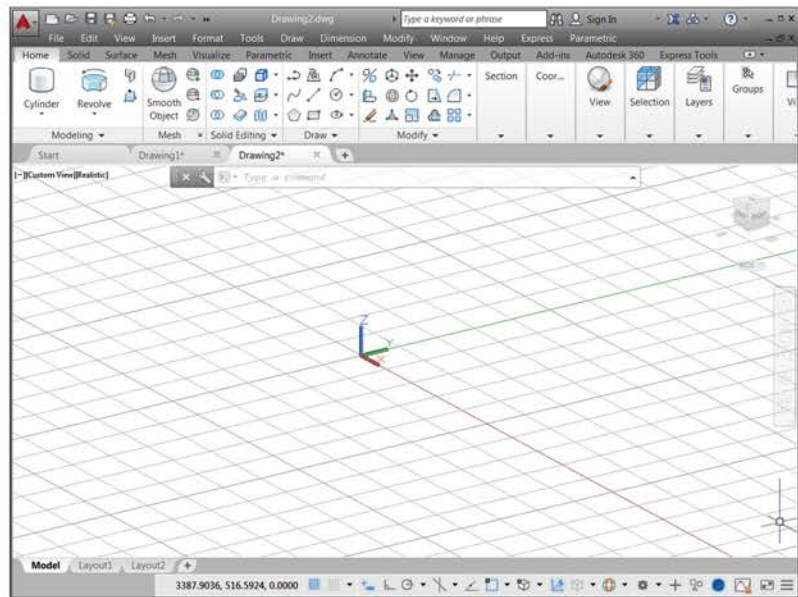 Drawing2.dwg Type a keyword or phrase Sign In
File Edit View Insert Format Tools Draw Dimension Modify Window Help Express Parametric
Home Solid Surface Mesh Visualize Parametric Insert Annotate View Manage Output Add-ins Autodesk 360 Express Tools
Cylinder Revolve Smooth Object Section Coor... View Selection Layers Groups
Modeling Mesh Solid Editing Draw Modify
Start Drawing1* Drawing2* +
[-][Custom View][Realistic] Type a command
Z
Y
X
Model Layout1 Layout2 +
3387.9036, 516.5924, 0.0000